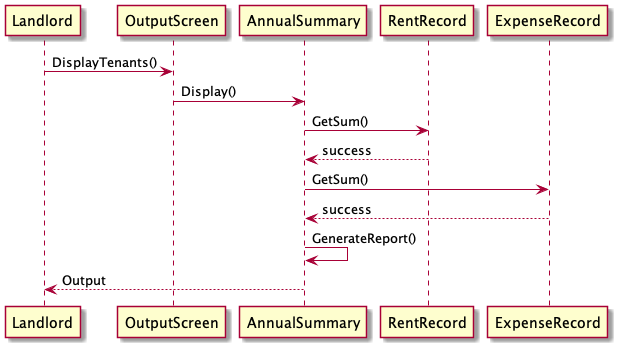 Landlord OutputScreen AnnualSummary RentRecord ExpenseRecord
DisplayTenants()
Display()
GetSum()
success
GetSum()
success
GenerateReport()
Output
Landlord OutputScreen AnnualSummary RentRecord ExpenseRecord